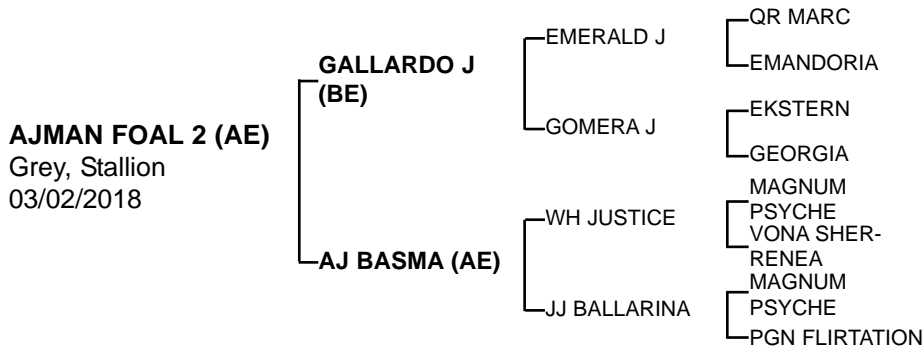 AJMAN FOAL 2 (AE)
Grey, Stallion
03/02/2018
GALLARDO J
(BE)
AJ BASMA (AE)
EMERALD J
GOMERA J
WH JUSTICE
JJ BALLARINA
QR MARC
EMANDORIA
EKSTERN
GEORGIA
MAGNUM
PSYCHE
VONA SHER-
RENEA
MAGNUM
PSYCHE
PGN FLIRTATION